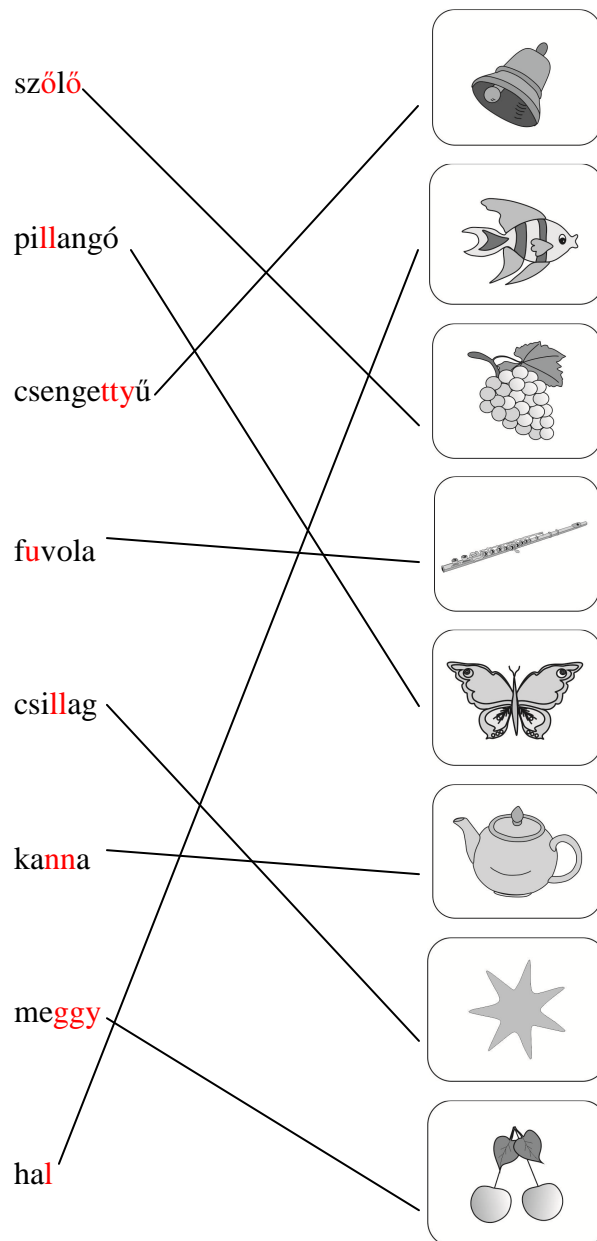 szőlő
pillangó
csengettyű
fuvola
csillag
kanna
meggy
hal